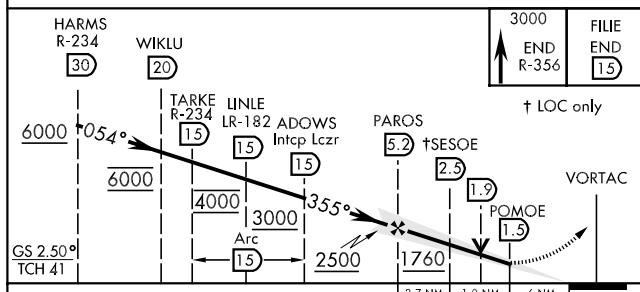 HARMS
R-234
30
WIKLU
20
TARKE
R-234
15
LINLE
LR-182
15
ADOWS
Intcp Lczr
15
PAROS
5.2
†SESOE
2.5
1.9
POMOE
1.5
VORTAC
3000
END
R-356
FILIE
END
15
† LOC only
6000
054°
6000
4000
3000
355°
2500
1760
Arc
15
GS 2.50°
TCH 41